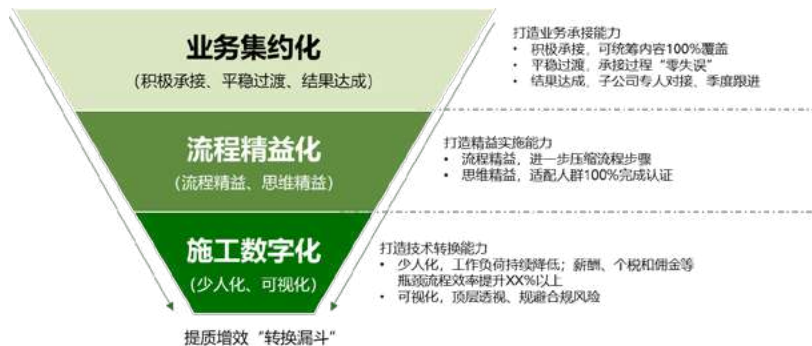 业务集约化
(积极承接、平稳过渡、结果达成)
打造业务承接能力
• 积极承接，可统筹内容100%覆盖
• 平稳过渡，承接过程“零失误”
• 结果达成、子公司专人对接、季度跟进
流程精益化
(流程精益、思维精益)
打造精益实施能力
• 流程精益，进一步压缩流程步骤
• 思维精益，适配人群100%完成认证
施工数字化
(少人化、可视化)
打造技术转换能力
• 少人化，工作负荷持续降低；薪酬、个税和佣金等
瓶颈流程效率提升XX%以上
• 可视化，顶层透视、规避合规风险
提质增效“转换漏斗”